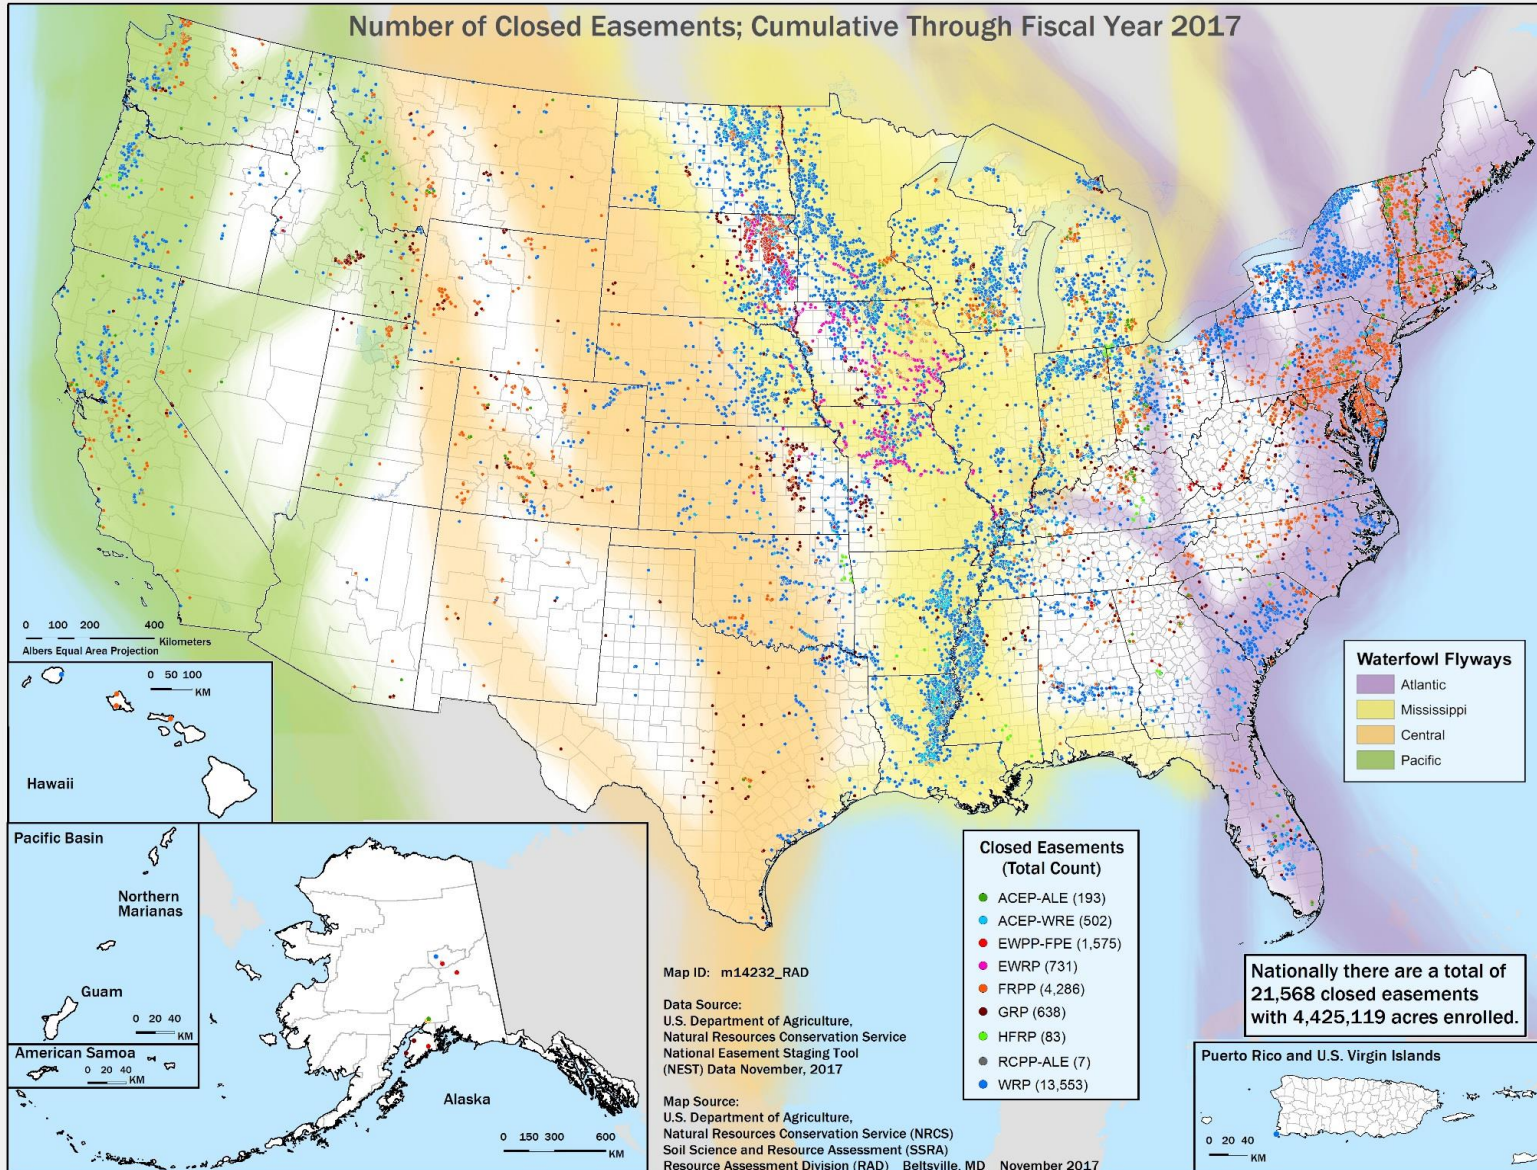 Number of Closed Easements; Cumulative Through Fiscal Year 2017
0 100 200 400
Kilometers
Albers Equal Area Projection
0 50 100
KM
Hawaii
Pacific Basin
Northern
Marianas
Guam
0 20 40
KM
American Samoa
0 20 40
KM
Alaska
0 150 300 600
KM
Map ID: m14232_RAD
Data Source:
U.S. Department of Agriculture,
Natural Resources Conservation Service
National Easement Staging Tool
(NEST) Data November, 2017
Map Source:
U.S. Department of Agriculture,
Natural Resources Conservation Service (NRCS)
Soil Science and Resource Assessment (SSRA)
Resource Assessment Division (RAD) Beltsville, MD November 2017
Closed Easements
(Total Count)
ACEP-ALE (193)
ACEP-WRE (502)
EWPP-FPE (1,575)
EWRP (731)
FRPP (4,286)
GRP (638)
HFRP (83)
RCPP-ALE (7)
WRP (13,553)
Waterfowl Flyways
Atlantic
Mississippi
Central
Pacific
Nationally there are a total of
21,568 closed easements
with 4,425,119 acres enrolled.
Puerto Rico and U.S. Virgin Islands
0 20 40
KM